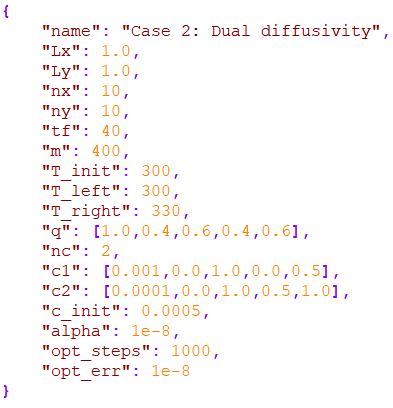 {
    "name": "Case 2: Dual diffusivity",
    "Lx": 1.0,
    "Ly": 1.0,
    "nx": 10,
    "ny": 10,
    "tf": 40,
    "m": 400,
    "T_init": 300,
    "T_left": 300,
    "T_right": 330,
    "q": [1.0,0.4,0.6,0.4,0.6],
    "nc": 2,
    "c1": [0.001,0.0,1.0,0.0,0.5],
    "c2": [0.0001,0.0,1.0,0.5,1.0],
    "c_init": 0.0005,
    "alpha": 1e-8,
    "opt_steps": 1000,
    "opt_err": 1e-8
}